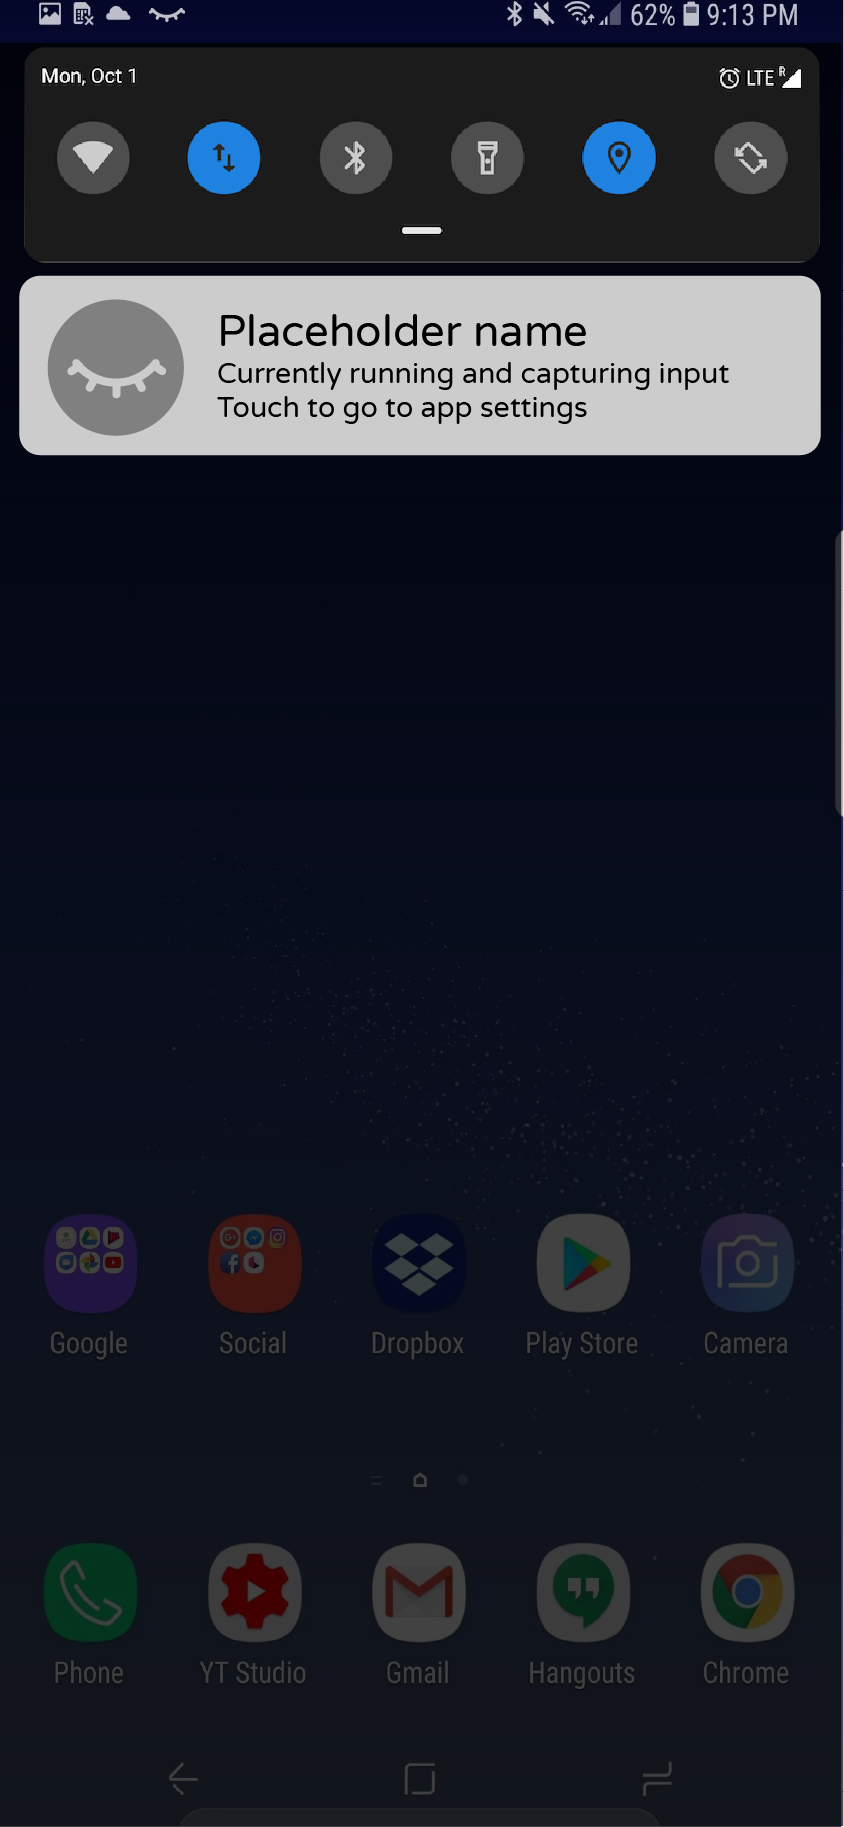 62% 9:13 PM
Mon, Oct 1
LTE R
Placeholder name
Currently running and capturing input
Touch to go to app settings
Google Social Dropbox Play Store Camera
Phone YT Studio Gmail Hangouts Chrome